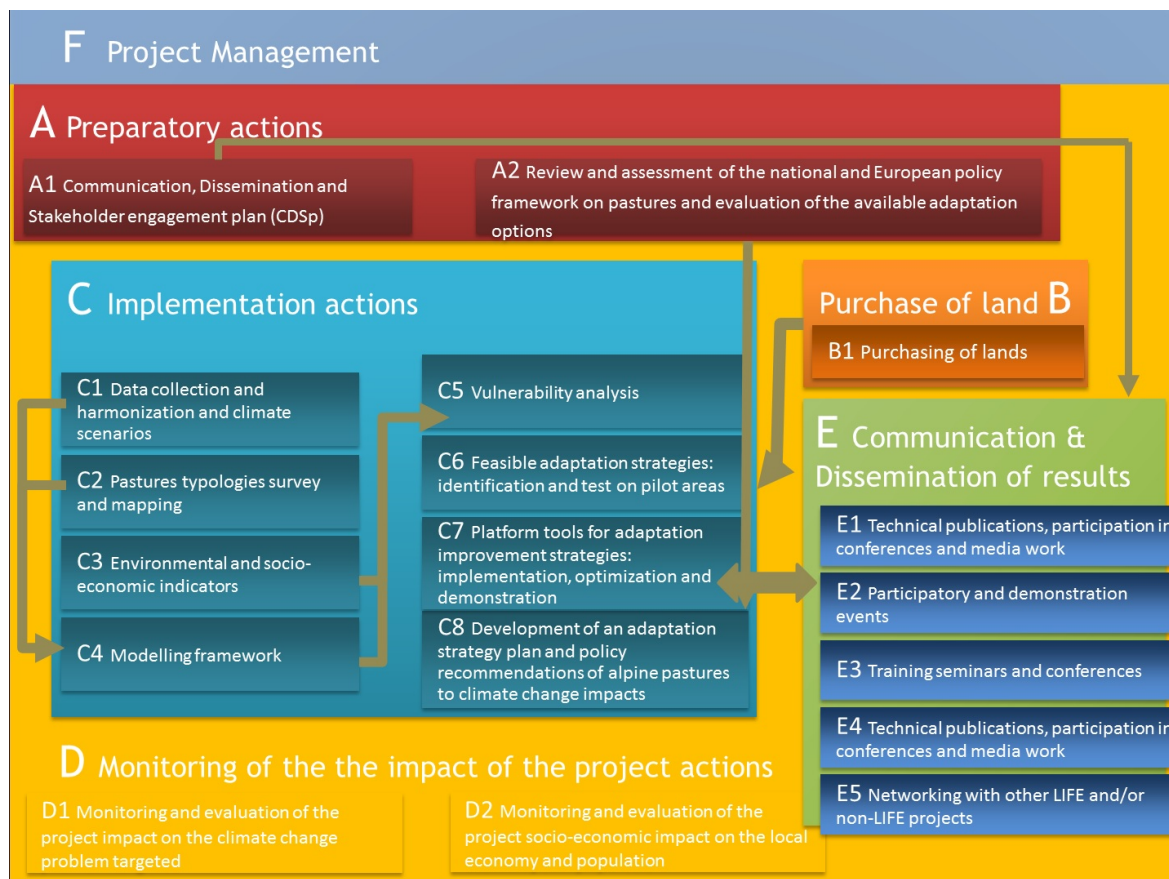 F Project Management
A Preparatory actions
A1 Communication, Dissemination and
Stakeholder engagement plan (CDSp)
A2 Review and assessment of the national and European policy
framework on pastures and evaluation of the available adaptation
options
C Implementation actions
C1 Data collection and
harmonization and climate
scenarios
C2 Pastures typologies survey
and mapping
C3 Environmental and socio-
economic indicators
C4 Modelling framework
C5 Vulnerability analysis
C6 Feasible adaptation strategies:
identification and test on pilot areas
C7 Platform tools for adaptation
improvement strategies:
implementation, optimization and
demonstration
C8 Development of an adaptation
strategy plan and policy
recommendations of alpine pastures
to climate change impacts
Purchase of land B
B1 Purchasing of lands
E Communication &
Dissemination of results
E1 Technical publications, participation in
conferences and media work
E2 Participatory and demonstration
events
E3 Training seminars and conferences
E4 Technical publications, participation in
conferences and media work
E5 Networking with other LIFE and/or
non-LIFE projects
D Monitoring of the the impact of the project actions
D1 Monitoring and evaluation of the
project impact on the climate change
problem targeted
D2 Monitoring and evaluation of the
project socio-economic impact on the local
economy and population